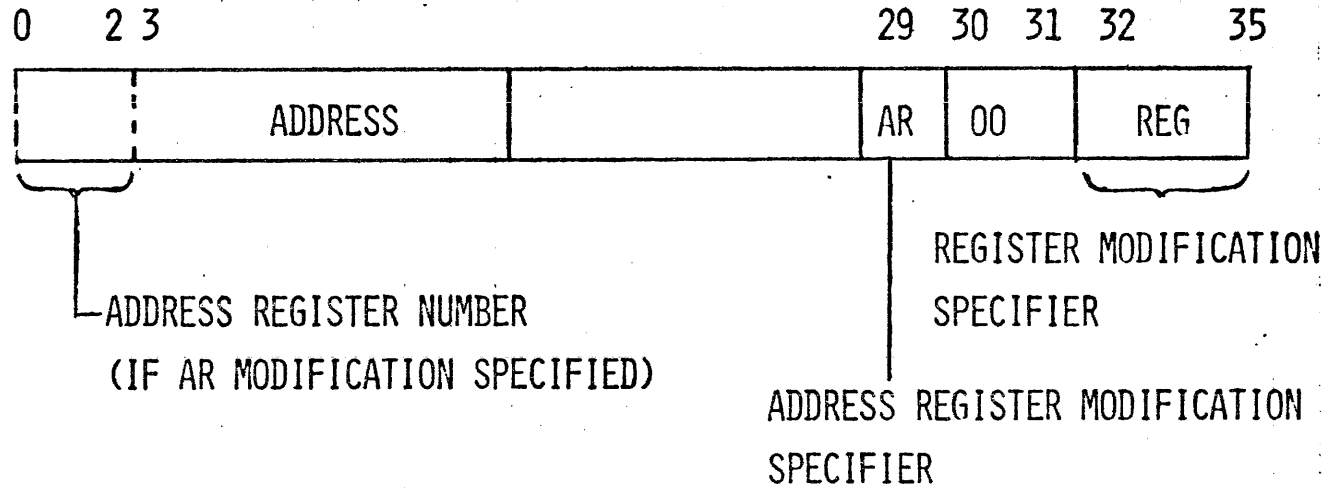 0 2 3 29 30 31 32 35
ADDRESS AR 00 REG
REGISTER MODIFICATION
SPECIFIER
ADDRESS REGISTER NUMBER
(IF AR MODIFICATION SPECIFIED)
ADDRESS REGISTER MODIFICATION
SPECIFIER